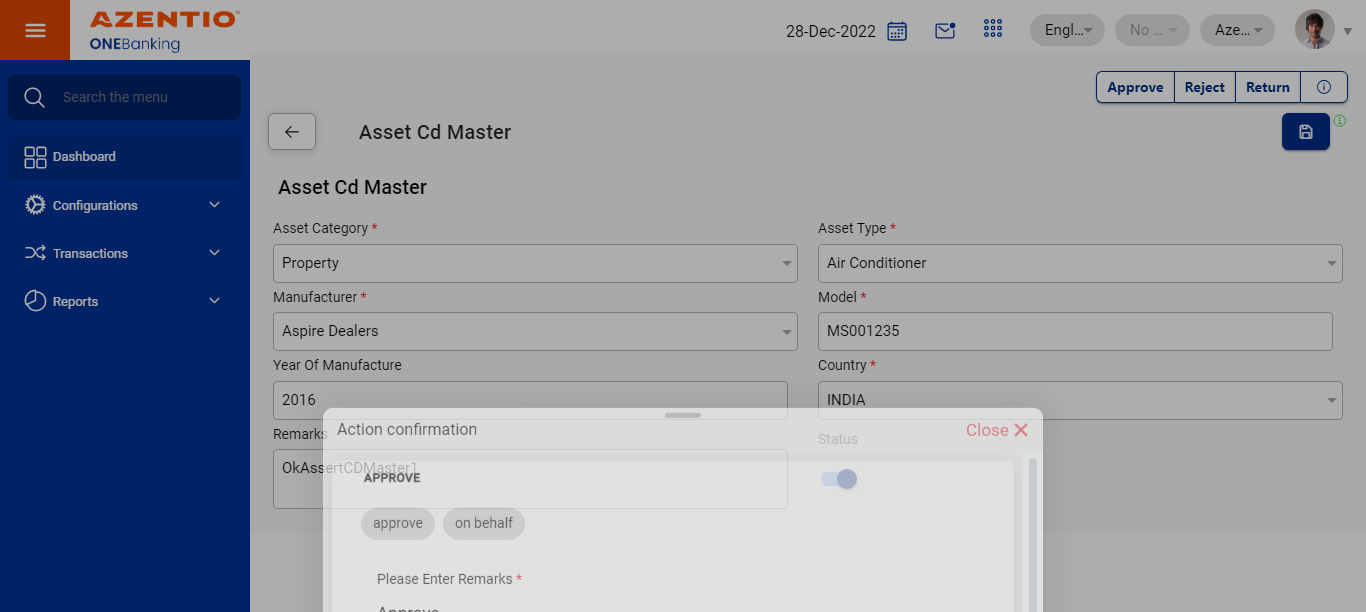 AZENTIO™
ONEBanking
28-Dec-2022
Engl...
No ...
Aze...
Search the menu
Dashboard
Configurations
Transactions
Reports
Approve Reject Return
Asset Cd Master
Asset Cd Master
Asset Category * Asset Type *
Property Air Conditioner
Manufacturer * Model *
Aspire Dealers MS001235
Year Of Manufacture Country *
2016 INDIA
Remarks Status
OkAssertCDMaster1
Action confirmation Close
APPROVE
approve on behalf
Please Enter Remarks *
Approve